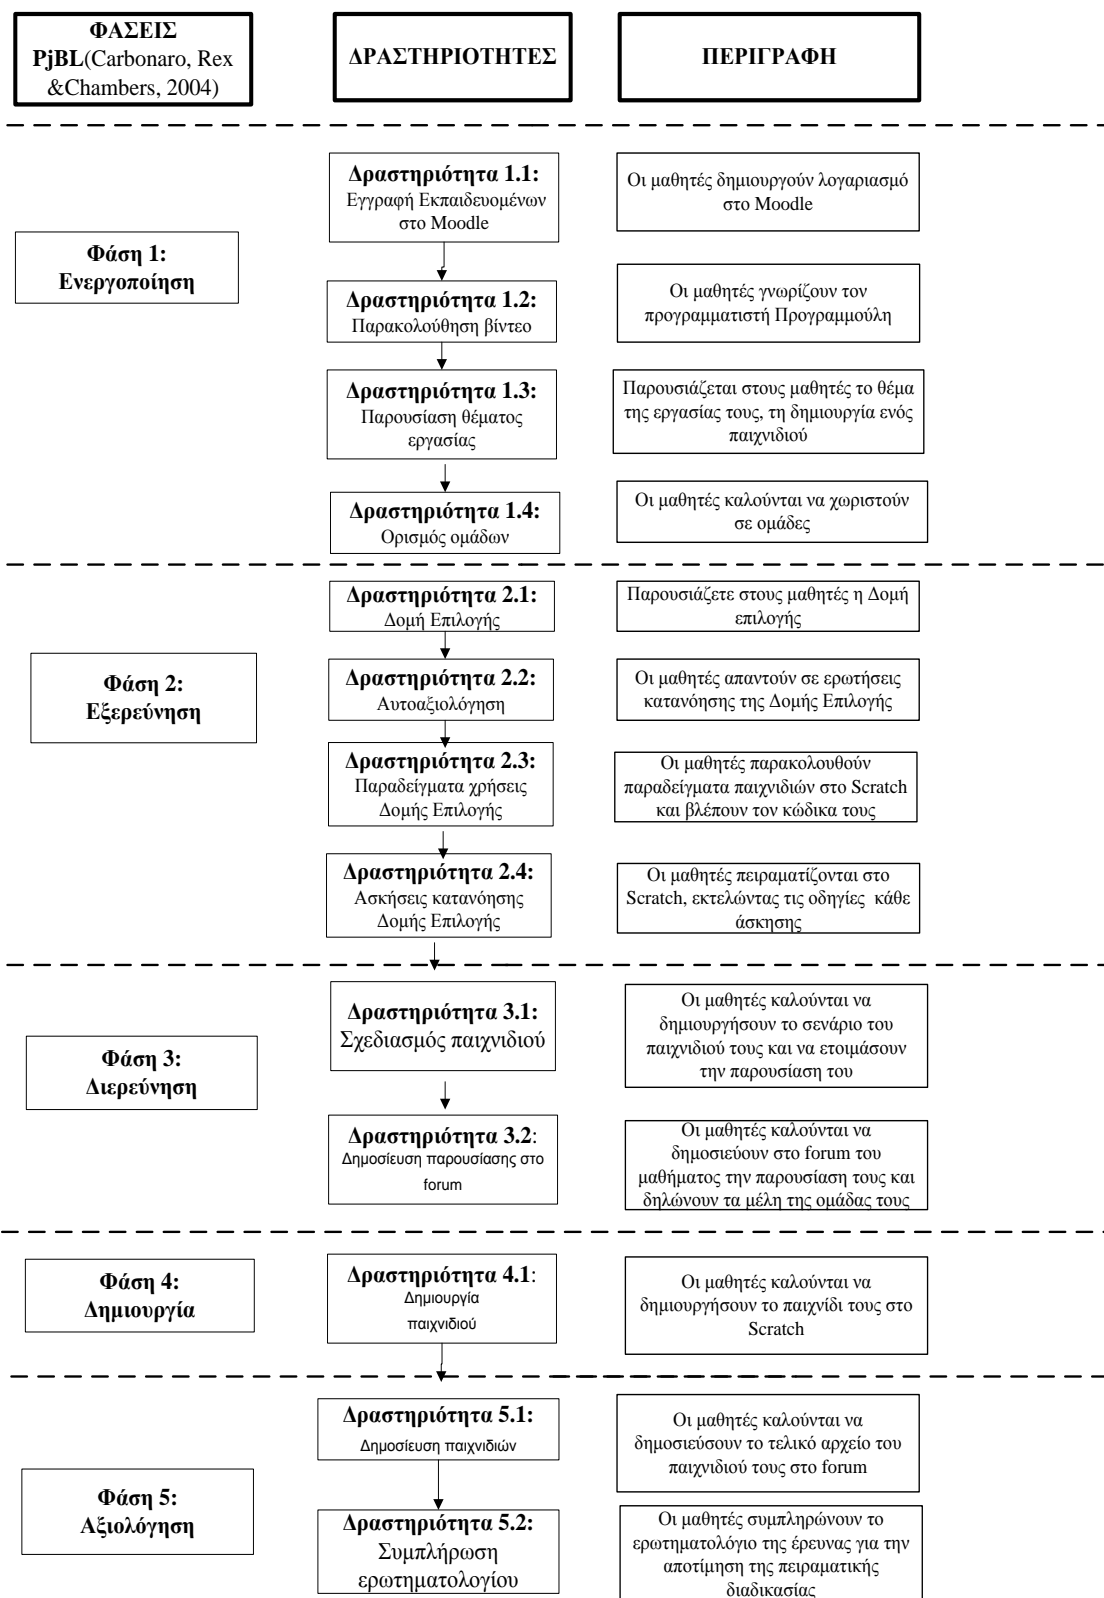 ΦΑΣΕΙΣ
PjBL(Carbonaro, Rex
&Chambers, 2004)
ΔΡΑΣΤΗΡΙΟΤΗΤΕΣ
ΠΕΡΙΓΡΑΦΗ
Φάση 1:
Ενεργοποίηση
Δραστηριότητα 1.1:
Εγγραφή Εκπαιδευομένων
στο Moodle
Οι μαθητές δημιουργούν λογαριασμό
στο Moodle
Δραστηριότητα 1.2:
Παρακολούθηση βίντεο
Οι μαθητές γνωρίζουν τον
προγραμματιστή Προγραμμούλη
Δραστηριότητα 1.3:
Παρουσίαση θέματος
εργασίας
Παρουσιάζεται στους μαθητές το θέμα
της εργασίας τους, τη δημιουργία ενός
παιχνιδιού
Δραστηριότητα 1.4:
Ορισμός ομάδων
Οι μαθητές καλούνται να χωριστούν
σε ομάδες
Φάση 2:
Εξερεύνηση
Δραστηριότητα 2.1:
Δομή Επιλογής
Παρουσιάζετε στους μαθητές η Δομή
επιλογής
Δραστηριότητα 2.2:
Αυτοαξιολόγηση
Οι μαθητές απαντούν σε ερωτήσεις
κατανόησης της Δομής Επιλογής
Δραστηριότητα 2.3:
Παραδείγματα χρήσεις
Δομής Επιλογής
Οι μαθητές παρακολουθούν
παραδείγματα παιχνιδιών στο Scratch
και βλέπουν τον κώδικα τους
Δραστηριότητα 2.4:
Ασκήσεις κατανόησης
Δομής Επιλογής
Οι μαθητές πειραματίζονται στο
Scratch, εκτελώντας τις οδηγίες  κάθε
άσκησης
Φάση 3:
Διερεύνηση
Δραστηριότητα 3.1:
Σχεδιασμός παιχνιδιού
Οι μαθητές καλούνται να
δημιουργήσουν το σενάριο του
παιχνιδιού τους και να ετοιμάσουν
την παρουσίαση του
Δραστηριότητα 3.2:
Δημοσίευση παρουσίασης στο
forum
Οι μαθητές καλούνται να
δημοσιεύουν στο forum του
μαθήματος την παρουσίαση τους και
δηλώνουν τα μέλη της ομάδας τους
Φάση 4:
Δημιουργία
Δραστηριότητα 4.1:
Δημιουργία
παιχνιδιού
Οι μαθητές καλούνται να
δημιουργήσουν το παιχνίδι τους στο
Scratch
Φάση 5:
Αξιολόγηση
Δραστηριότητα 5.1:
Δημοσίευση παιχνιδιών
Οι μαθητές καλούνται να
δημοσιεύσουν το τελικό αρχείο του
παιχνιδιού τους στο forum
Δραστηριότητα 5.2:
Συμπλήρωση
ερωτηματολογίου
Οι μαθητές συμπληρώνουν το
ερωτηματολόγιο της έρευνας για την
αποτίμηση της πειραματικής
διαδικασίας